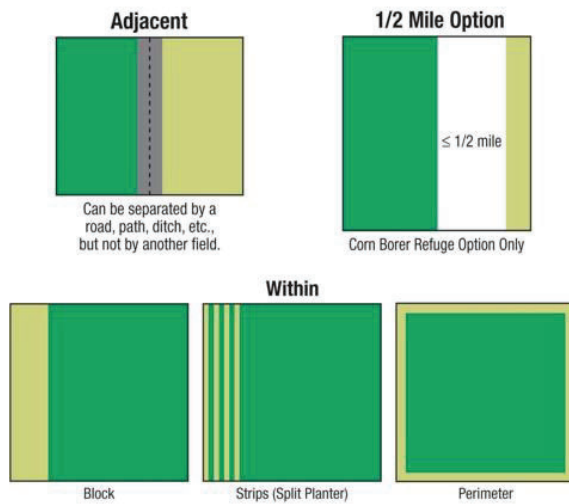 Adjacent
Can be separated by a
road, path, ditch, etc.,
but not by another field.
1/2 Mile Option
≤ 1/2 mile
Corn Borer Refuge Option Only
Within
Block
Strips (Split Planter)
Perimeter